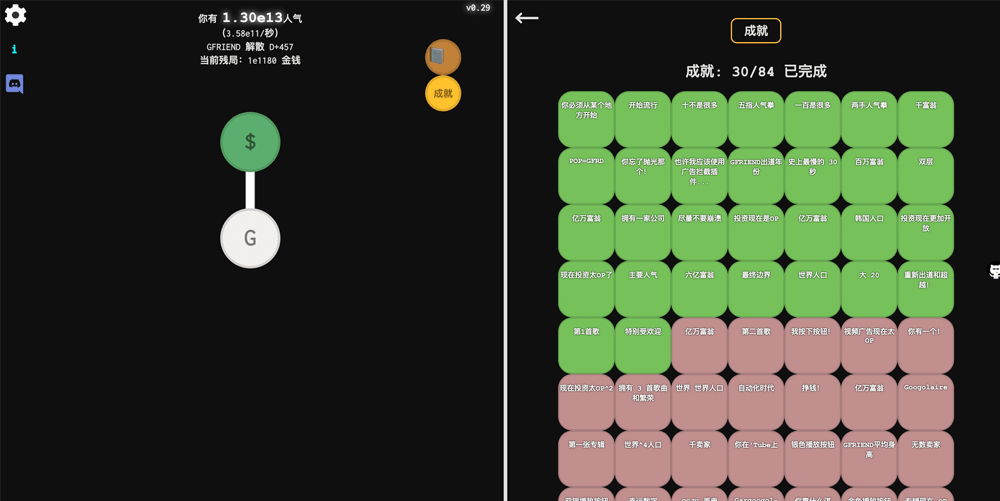 v0.29
你有 1.30e13人气
(3.58e11/秒)
GFRIEND 解散 D+457
当前残局: 1e1180 金钱
i
成就
$
G
成就
成就: 30/84 已完成
你必须从某个地方开始
开始流行
十不是很多
五指人气拳
一百是很多
两手人气拳
千富翁
POP=GFRD
你忘了抛光那个!
也许我应该使用广告拦截插件...
GFRIEND出道年份
史上最慢的 30 秒
百万富翁
双层
亿万富翁
拥有一家公司
尽量不要崩溃
投资现在是OP
亿万富翁
韩国人口
投资现在更加开放
现在投资太OP了
主要人气
六亿富翁
最终边界
世界人口
大 20
重新出道和超越!
第1首歌
特别受欢迎
亿万富翁
第二首歌
我按下按钮!
视频广告现在太OP
你有一个!
现在投资太OP^2
拥有 3 首歌曲和繁荣
世界 世界人口
自动化时代
挣钱!
亿万富翁
Googolaire
第一张专辑
世界^4人口
千卖家
你在'Tube上
银色播放按钮
GFRIEND平均身高
无数卖家